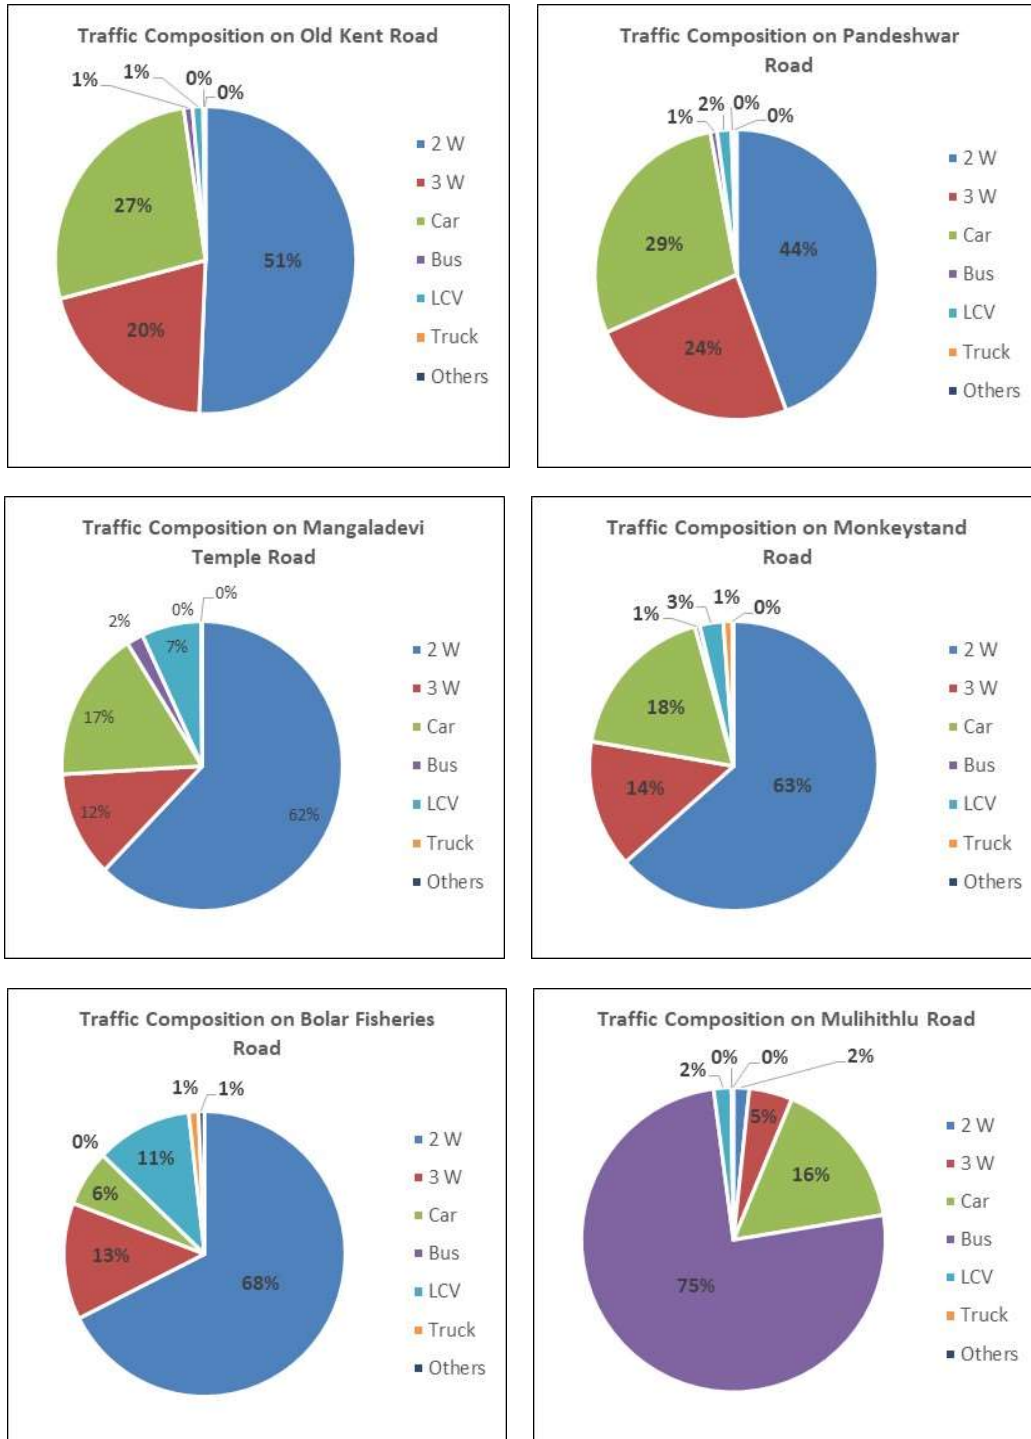 Traffic Composition on Old Kent Road
1%
1%
0%
0%
27%
51%
20%
2 W
3 W
Car
Bus
LCV
Truck
Others
Traffic Composition on Pandeshwar
Road
1%
2%
0%
0%
29%
44%
24%
2 W
3 W
Car
Bus
LCV
Truck
Others
Traffic Composition on Mangaladevi
Temple Road
2%
0%
0%
7%
17%
12%
62%
2 W
3 W
Car
Bus
LCV
Truck
Others
Traffic Composition on Monkeystand
Road
1%
3%
1%
0%
18%
14%
63%
2 W
3 W
Car
Bus
LCV
Truck
Others
Traffic Composition on Bolar Fisheries
Road
1%
1%
0%
11%
6%
13%
68%
2 W
3 W
Car
Bus
LCV
Truck
Others
Traffic Composition on Mulihithlu Road
2%
0%
0%
2%
5%
16%
75%
2 W
3 W
Car
Bus
LCV
Truck
Others